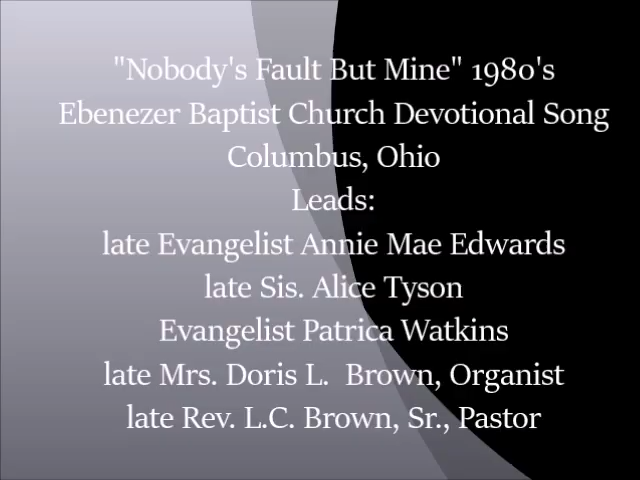 "Nobody's Fault But Mine" 1980's
Ebenezer Baptist Church Devotional Song
Columbus, Ohio
Leads:
late Evangelist Annie Mae Edwards
late Sis. Alice Tyson
Evangelist Patrica Watkins
late Mrs. Doris L.  Brown, Organist
late Rev. L.C. Brown, Sr., Pastor